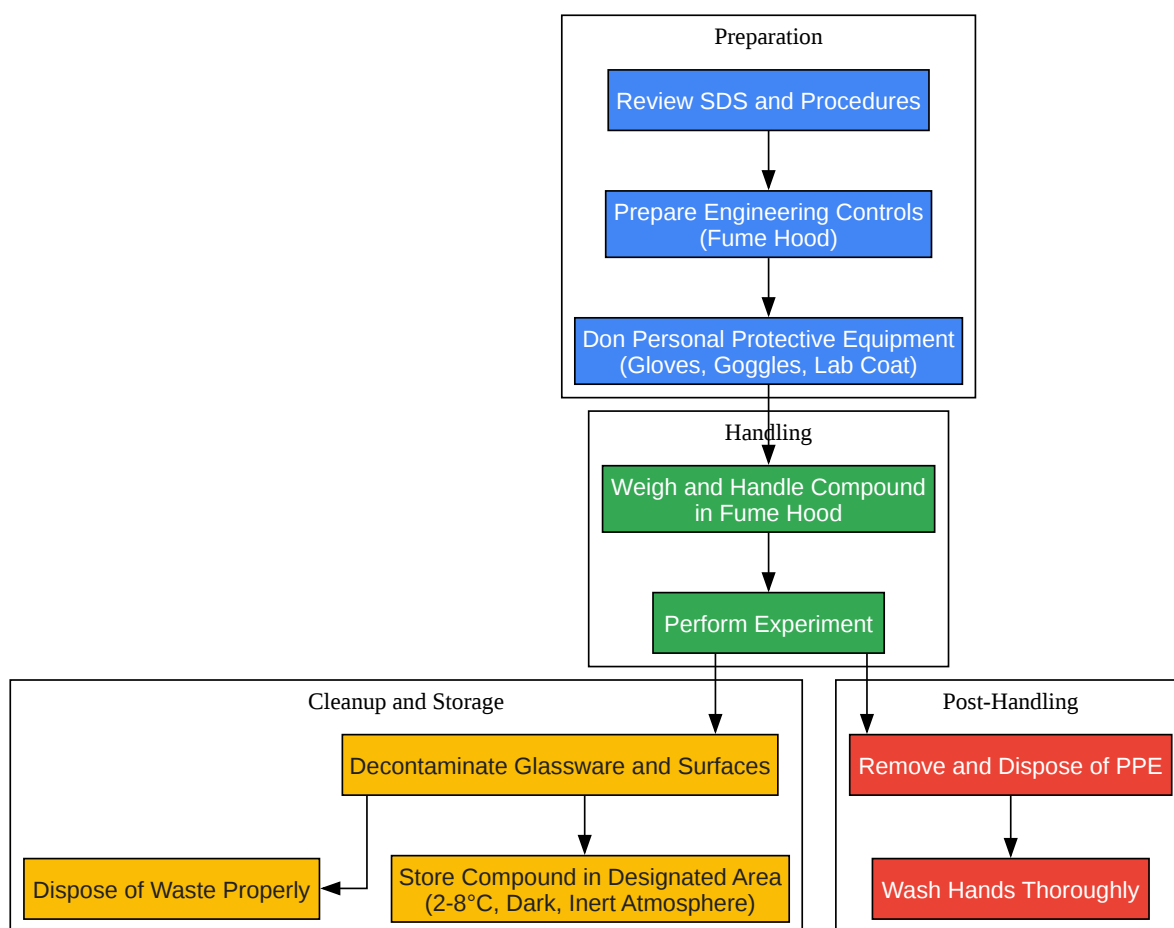 Preparation
Review SDS and Procedures
Prepare Engineering Controls
(Fume Hood)
Don Personal Protective Equipment
(Gloves, Goggles, Lab Coat)
Handling
Weigh and Handle Compound
in Fume Hood
Perform Experiment
Cleanup and Storage
Decontaminate Glassware and Surfaces
Dispose of Waste Properly
Store Compound in Designated Area
(2-8°C, Dark, Inert Atmosphere)
Post-Handling
Remove and Dispose of PPE
Wash Hands Thoroughly